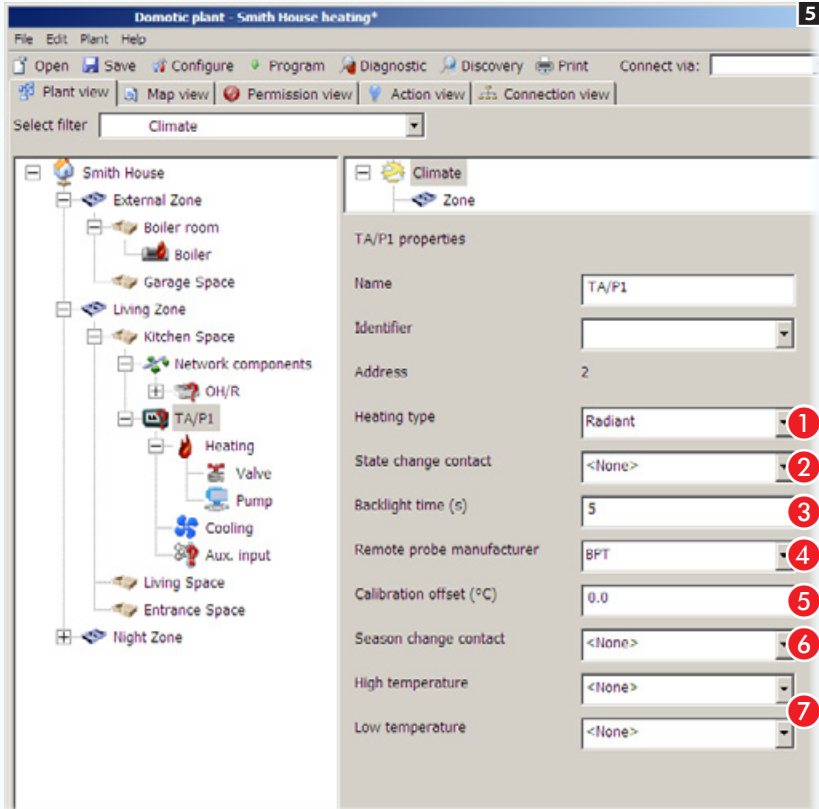 Domotic plant - Smith House heating*
5
File Edit Plant Help
Open Save Configure Program Diagnostic Discovery Print Connect via:
Plant view Map view Permission view Action view Connection view
Select filter Climate
Smith House
External Zone
Boiler room
Boiler
Garage Space
Living Zone
Kitchen Space
Network components
OH/R
TA/P1
Heating
Valve
Pump
Cooling
Aux. input
Living Space
Entrance Space
Night Zone
Climate
Zone
TA/P1 properties
Name TA/P1
Identifier
Address 2
Heating type Radiant 1
State change contact <None> 2
Backlight time (s) 5 3
Remote probe manufacturer BPT 4
Calibration offset (ºC) 0.0 5
Season change contact <None> 6
High temperature <None>
7
Low temperature <None>